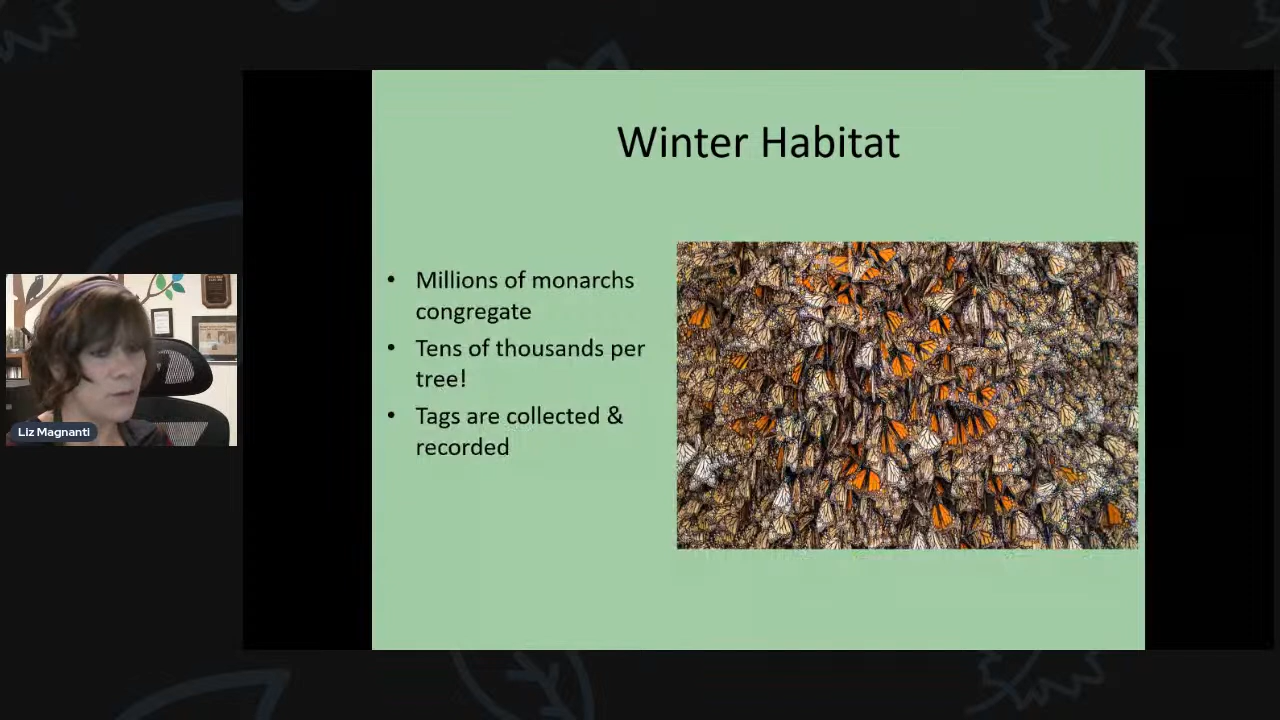 Winter Habitat
• Millions of monarchs
congregate
• Tens of thousands per
tree!
• Tags are collected &
recorded
Liz Magnanti